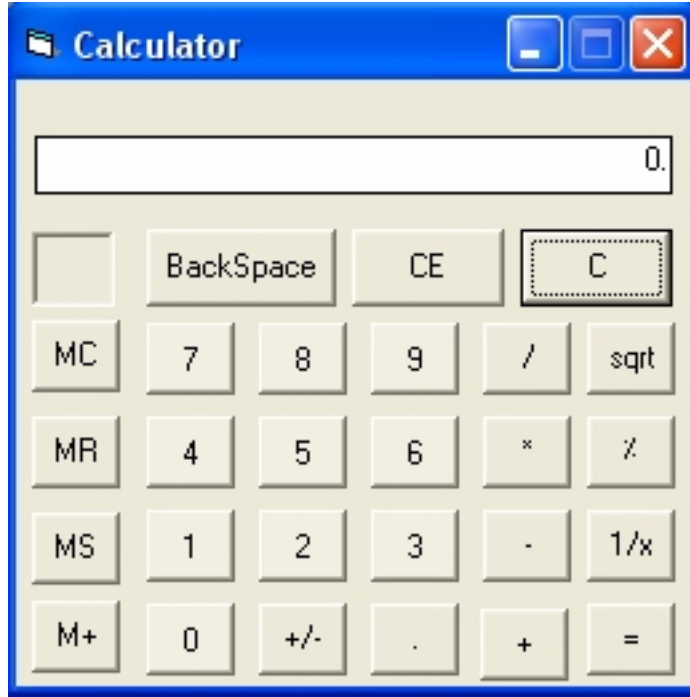 Calculator
0.
BackSpace CE C
MC 7 8 9 / sqrt
MR 4 5 6 * %
MS 1 2 3 - 1/x
M+ 0 +/- . + =